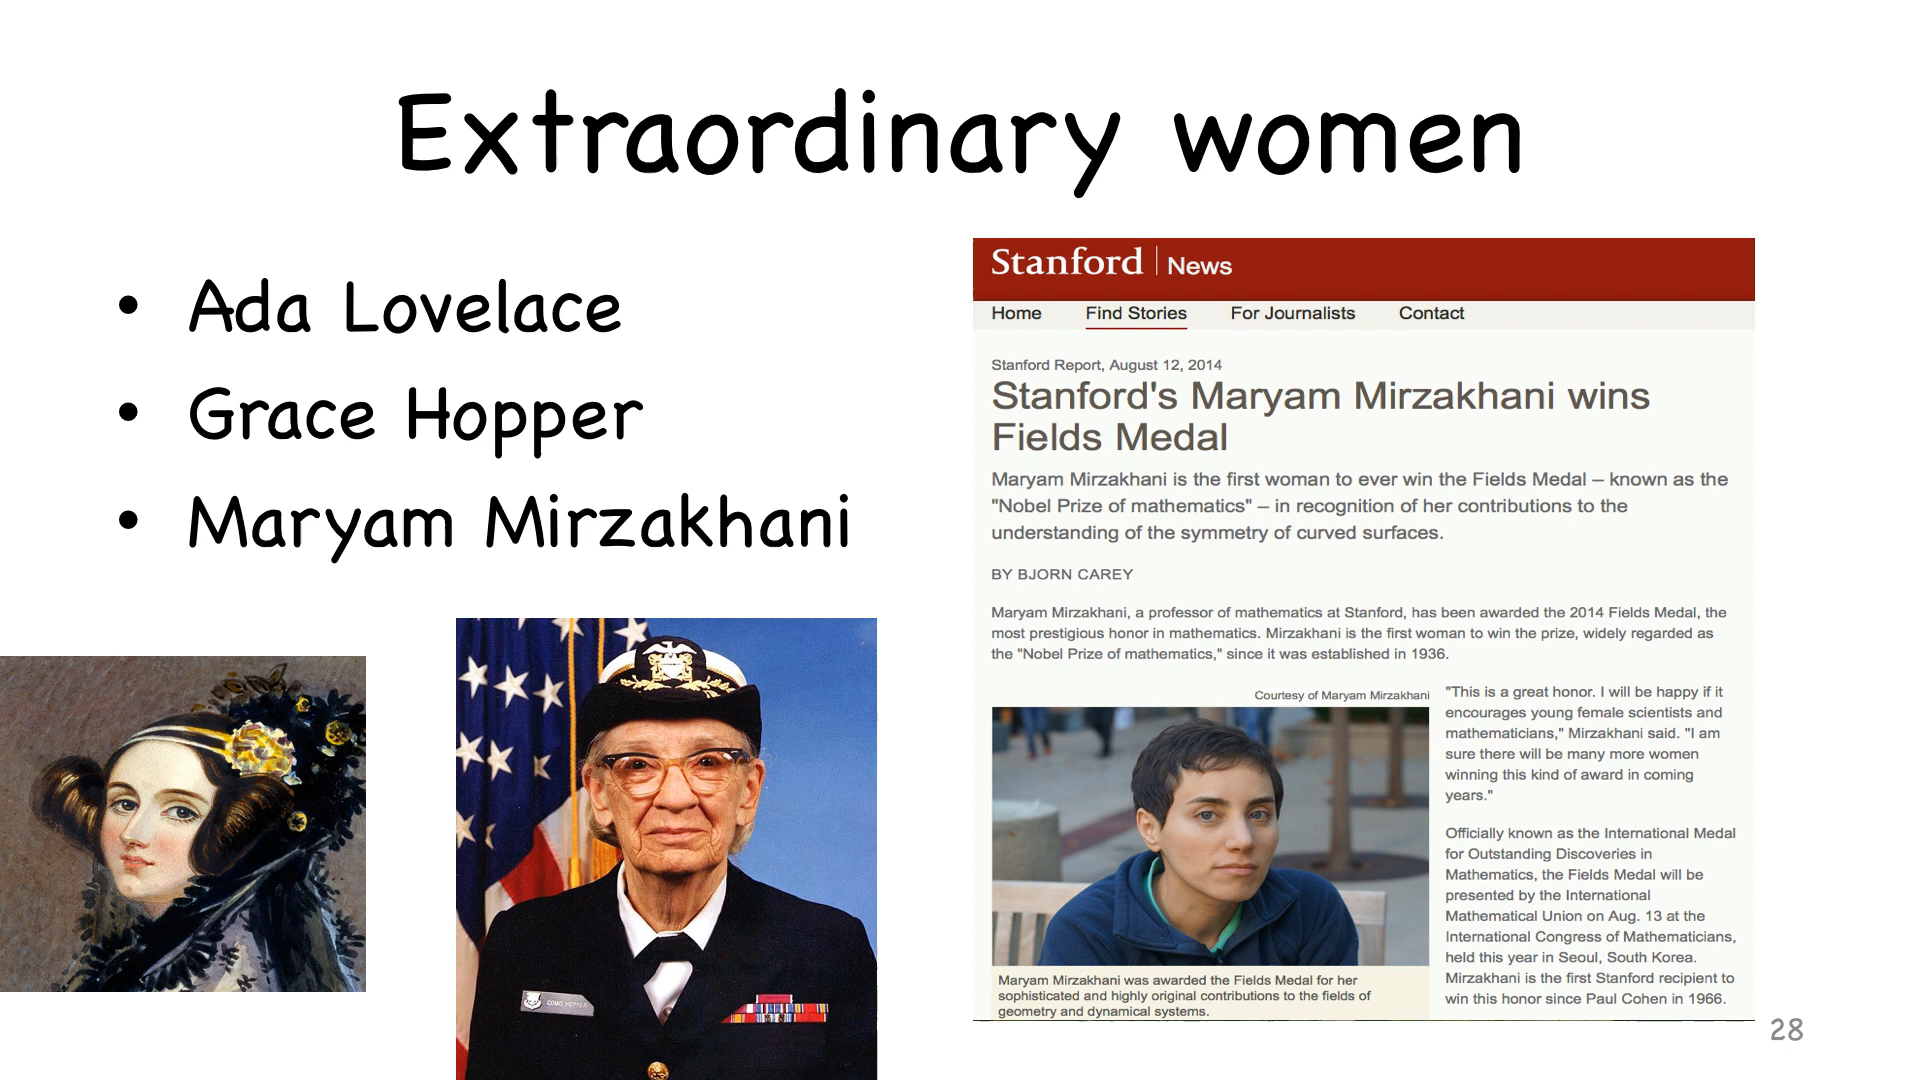 Extraordinary women
• Ada Lovelace
• Grace Hopper
• Maryam Mirzakhani
Stanford | News
Home Find Stories For Journalists Contact
Stanford Report, August 12, 2014
Stanford's Maryam Mirzakhani wins
Fields Medal
Maryam Mirzakhani is the first woman to ever win the Fields Medal – known as the
"Nobel Prize of mathematics" – in recognition of her contributions to the
understanding of the symmetry of curved surfaces.
BY BJORN CAREY
Maryam Mirzakhani, a professor of mathematics at Stanford, has been awarded the 2014 Fields Medal, the
most prestigious honor in mathematics. Mirzakhani is the first woman to win the prize, widely regarded as
the "Nobel Prize of mathematics," since it was established in 1936.
Courtesy of Maryam Mirzakhani
Maryam Mirzakhani was awarded the Fields Medal for her
sophisticated and highly original contributions to the fields of
geometry and dynamical systems.
"This is a great honor. I will be happy if it
encourages young female scientists and
mathematicians," Mirzakhani said. "I am
sure there will be many more women
winning this kind of award in coming
years."
Officially known as the International Medal
for Outstanding Discoveries in
Mathematics, the Fields Medal will be
presented by the International
Mathematical Union on Aug. 13 at the
International Congress of Mathematicians,
held this year in Seoul, South Korea.
Mirzakhani is the first Stanford recipient to
win this honor since Paul Cohen in 1966.
COMO HOPPER
28